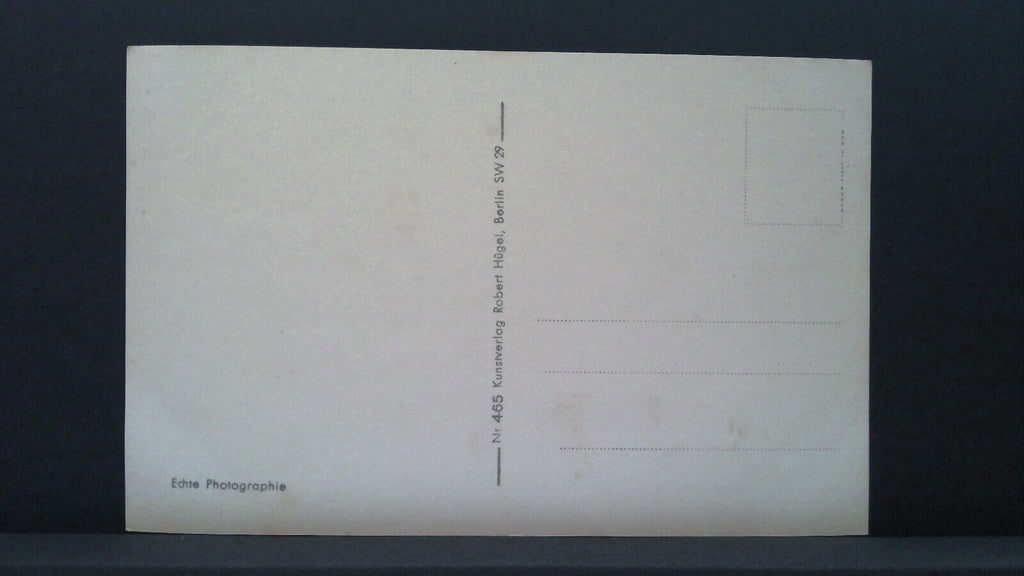 Echte Photographie
Nr 465 Kunstverlag Robert Hügel, Berlin SW 29